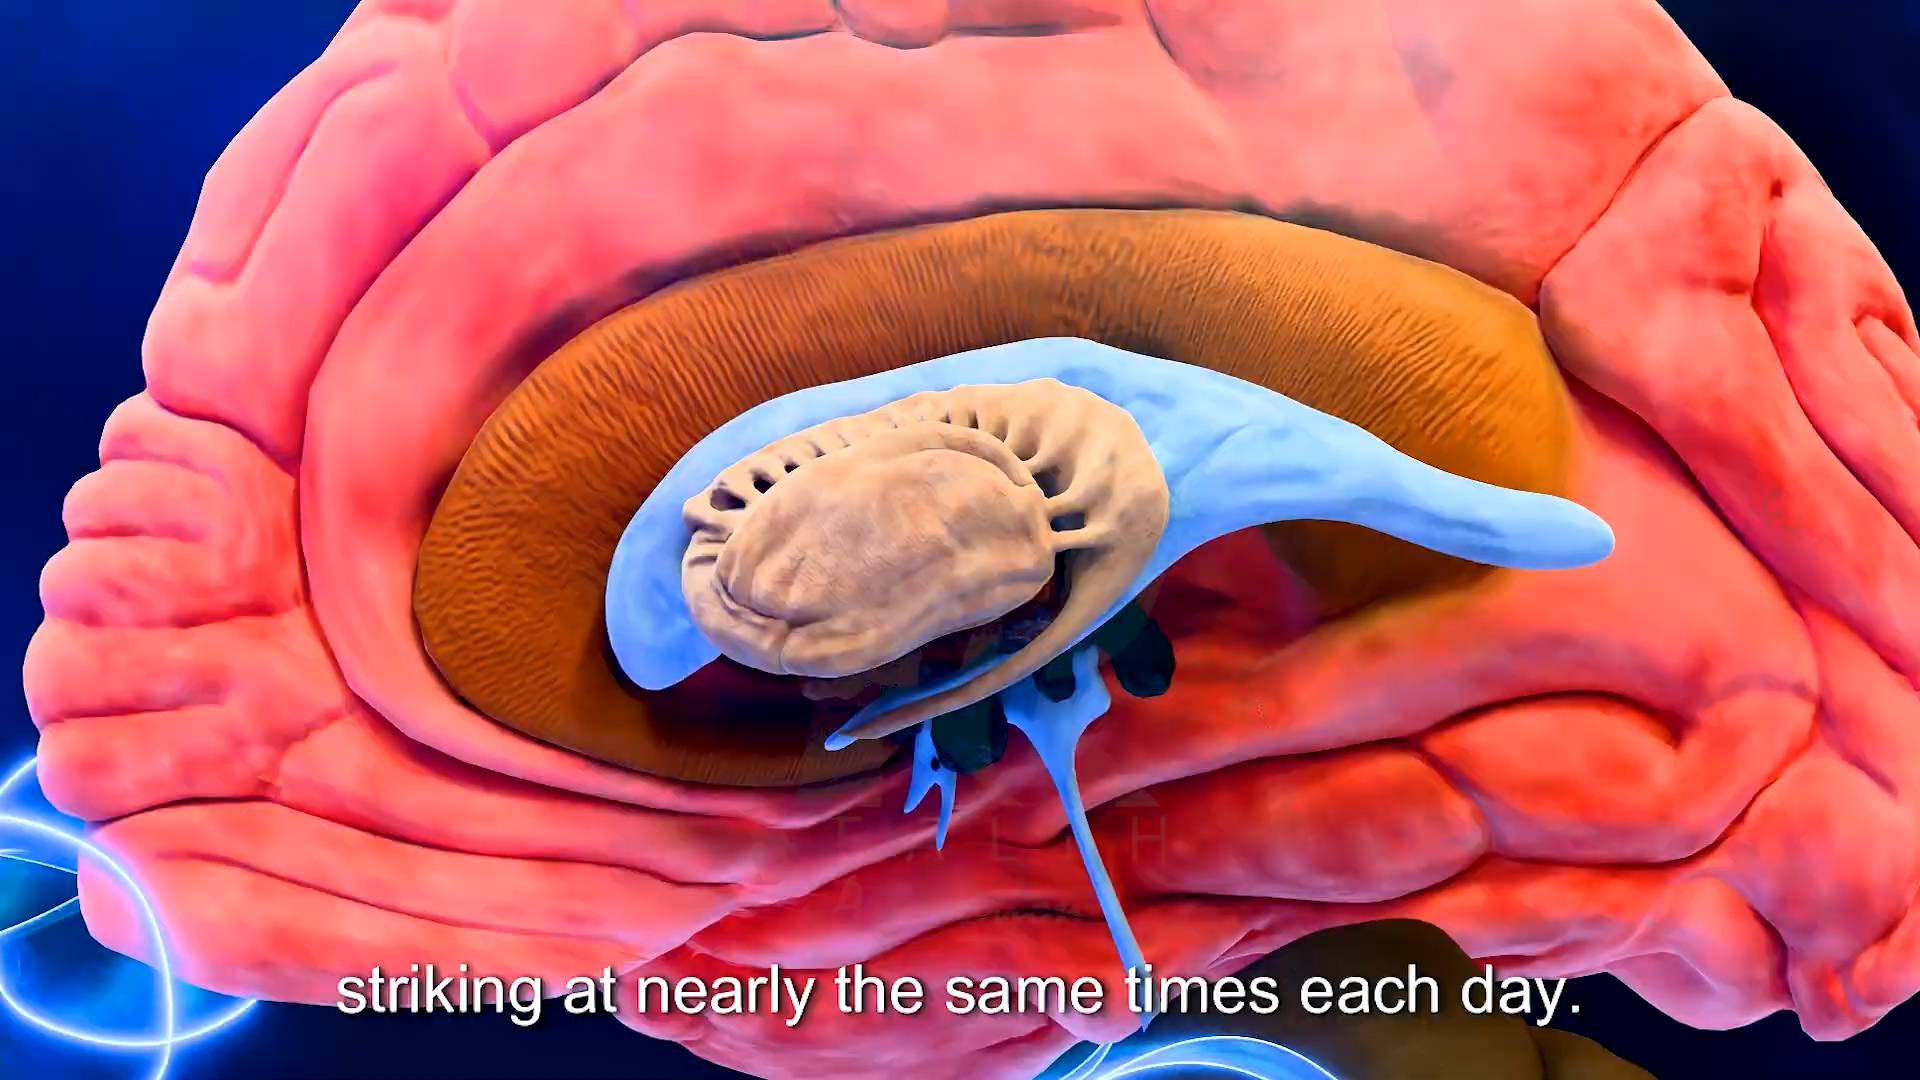 striking at nearly the same times each day.